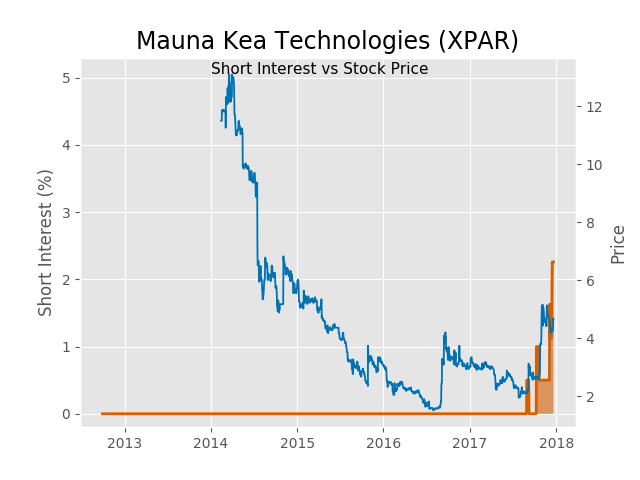 Mauna Kea Technologies (XPAR)
Short Interest vs Stock Price
5
4
3
2
1
0
Short Interest (%)
12
10
8
6
4
2
Price
2013 2014 2015 2016 2017 2018